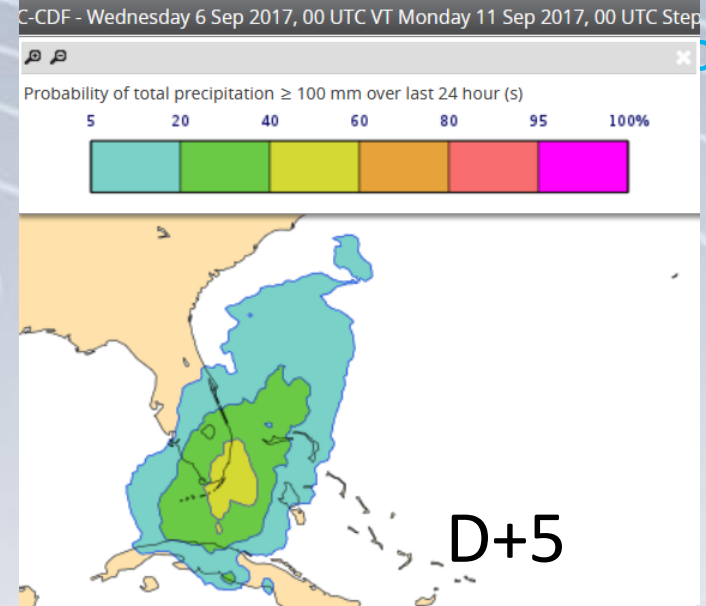 C-CDF - Wednesday 6 Sep 2017, 00 UTC VT Monday 11 Sep 2017, 00 UTC Step
Probability of total precipitation ≥ 100 mm over last 24 hour (s)
5 20 40 60 80 95 100%
D+5